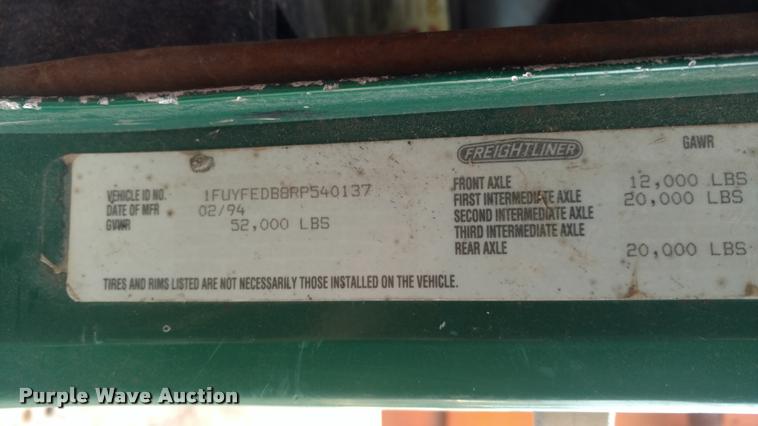 FREIGHTLINER
GAWR
VEHICLE ID NO. 1FUYFEDB8RP540137
DATE OF MFR 02/94
GVWR 52,000 LBS
FRONT AXLE 12,000 LBS
FIRST INTERMEDIATE AXLE 20,000 LBS
SECOND INTERMEDIATE AXLE
THIRD INTERMEDIATE AXLE
REAR AXLE 20,000 LBS
TIRES AND RIMS LISTED ARE NOT NECESSARILY THOSE INSTALLED ON THE VEHICLE.
Purple Wave Auction